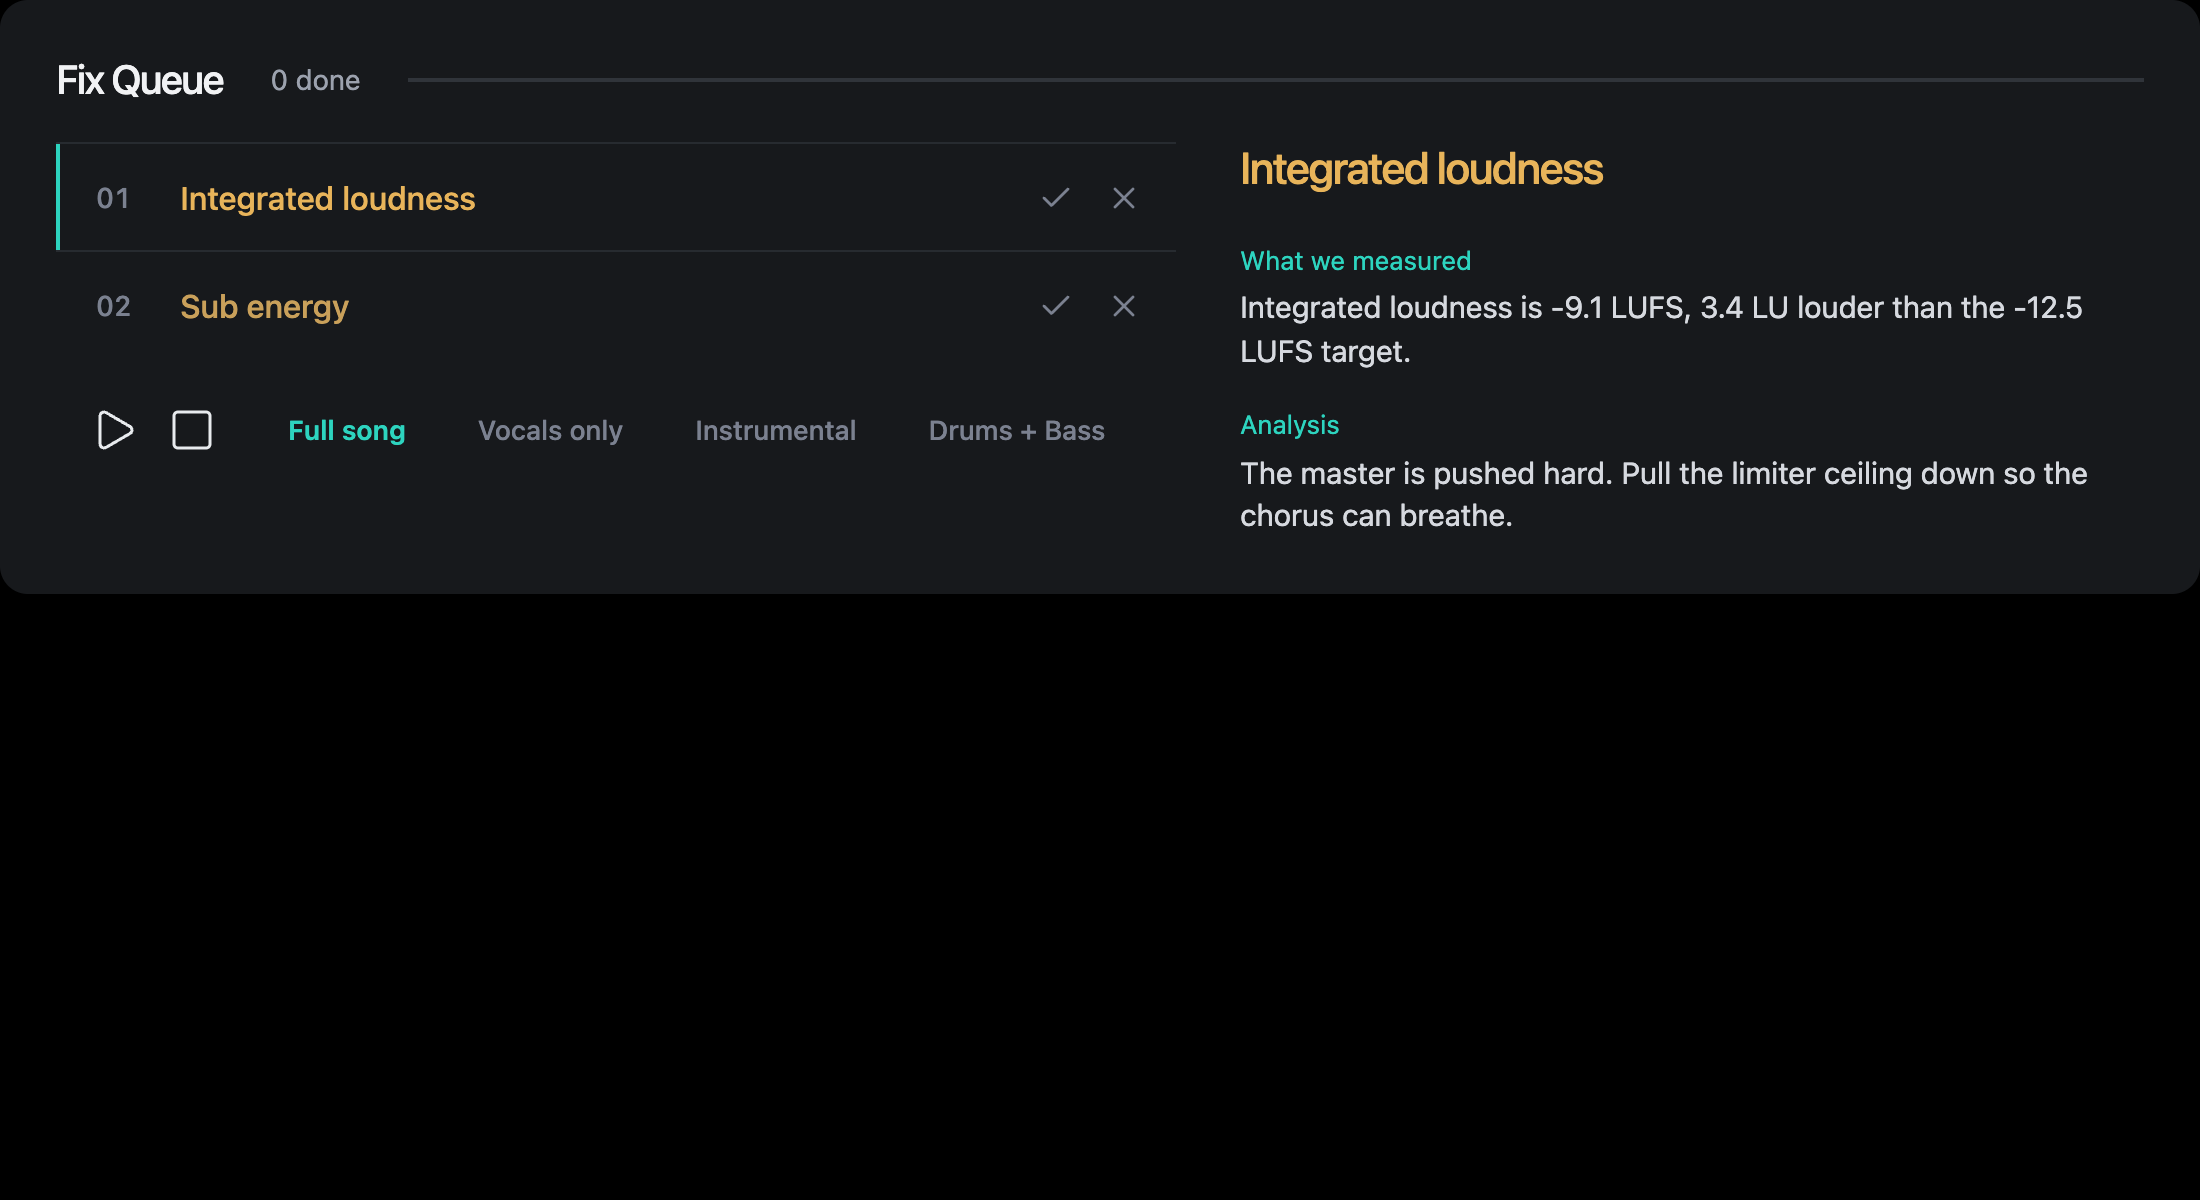 Fix Queue 0 done
01 Integrated loudness
02 Sub energy
Full song Vocals only Instrumental Drums + Bass
Integrated loudness
What we measured
Integrated loudness is -9.1 LUFS, 3.4 LU louder than the -12.5
LUFS target.
Analysis
The master is pushed hard. Pull the limiter ceiling down so the
chorus can breathe.